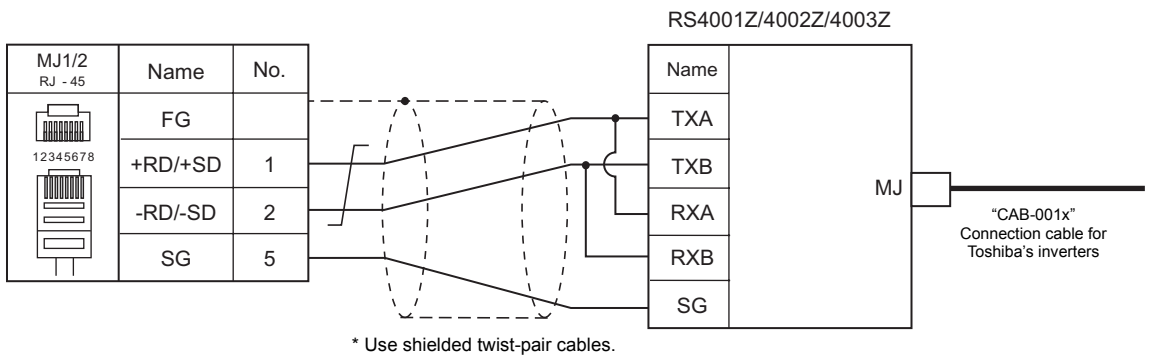 RS4001Z/4002Z/4003Z
MJ1/2
RJ - 45
Name
No.
12345678
FG
+RD/+SD
1
-RD/-SD
2
SG
5
Name
TXA
TXB
RXA
RXB
SG
MJ
“CAB-001x”
Connection cable for
Toshiba’s inverters
* Use shielded twist-pair cables.